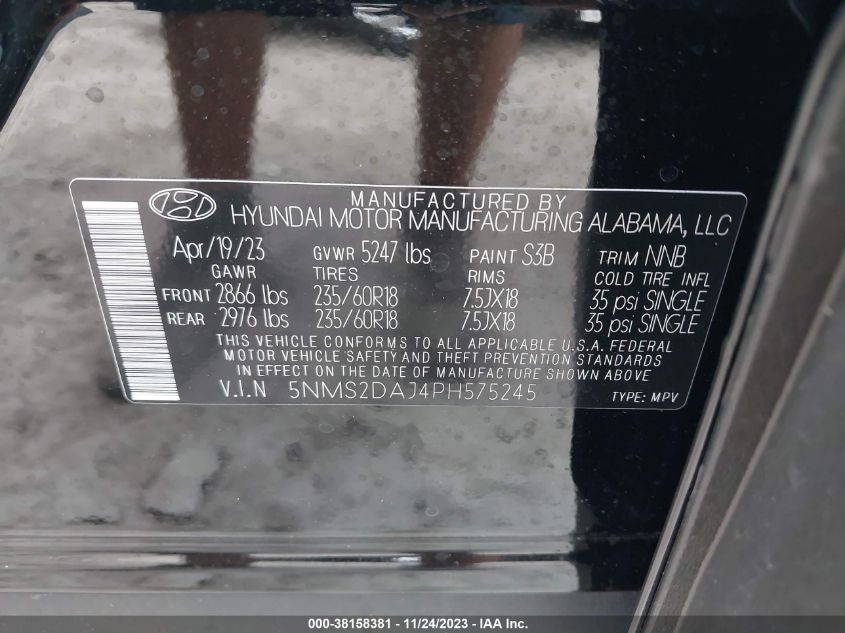 MANUFACTURED BY
HYUNDAI MOTOR MANUFACTURING ALABAMA, LLC
Apr/19/23 GVWR 5247 lbs PAINT S3B TRIM NNB
GAWR TIRES RIMS COLD TIRE INFL
FRONT 2866 lbs 235/60R18 7.5JX18 35 psi SINGLE
REAR 2976 lbs 235/60R18 7.5JX18 35 psi SINGLE
THIS VEHICLE CONFORMS TO ALL APPLICABLE U.S.A. FEDERAL
MOTOR VEHICLE SAFETY AND THEFT PREVENTION STANDARDS
IN EFFECT ON THE DATE OF MANUFACTURE SHOWN ABOVE.
V.I.N 5NMS2DAJ4PH575245 TYPE: MPV
000-38158381 - 11/24/2023 - IAA Inc.